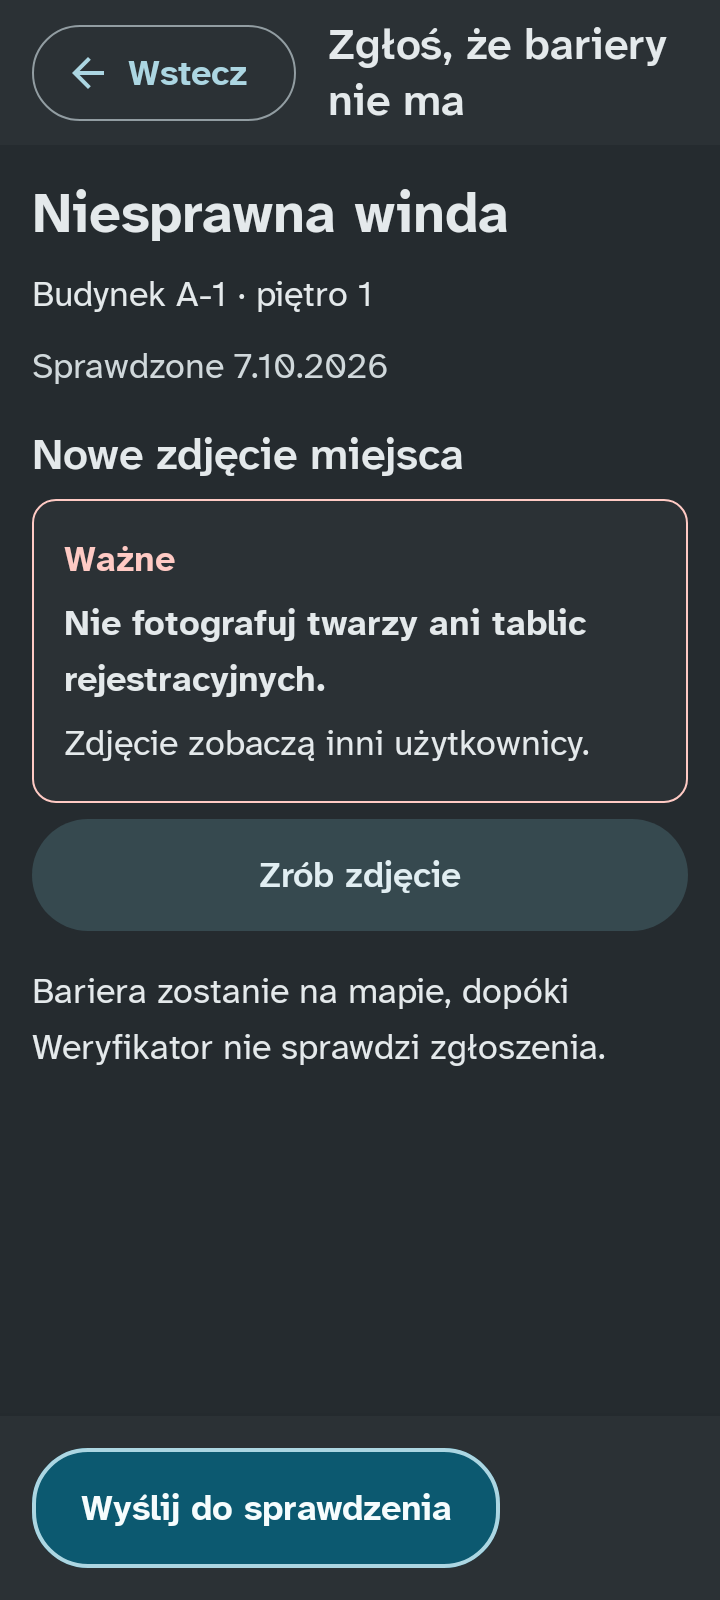 Wstecz
Zgłoś, że bariery
nie ma
Niesprawna winda
Budynek A-1 · piętro 1
Sprawdzone 7.10.2026
Nowe zdjęcie miejsca
Ważne
Nie fotografuj twarzy ani tablic
rejestracyjnych.
Zdjęcie zobaczą inni użytkownicy.
Zrób zdjęcie
Bariera zostanie na mapie, dopóki
Weryfikator nie sprawdzi zgłoszenia.
Wyślij do sprawdzenia